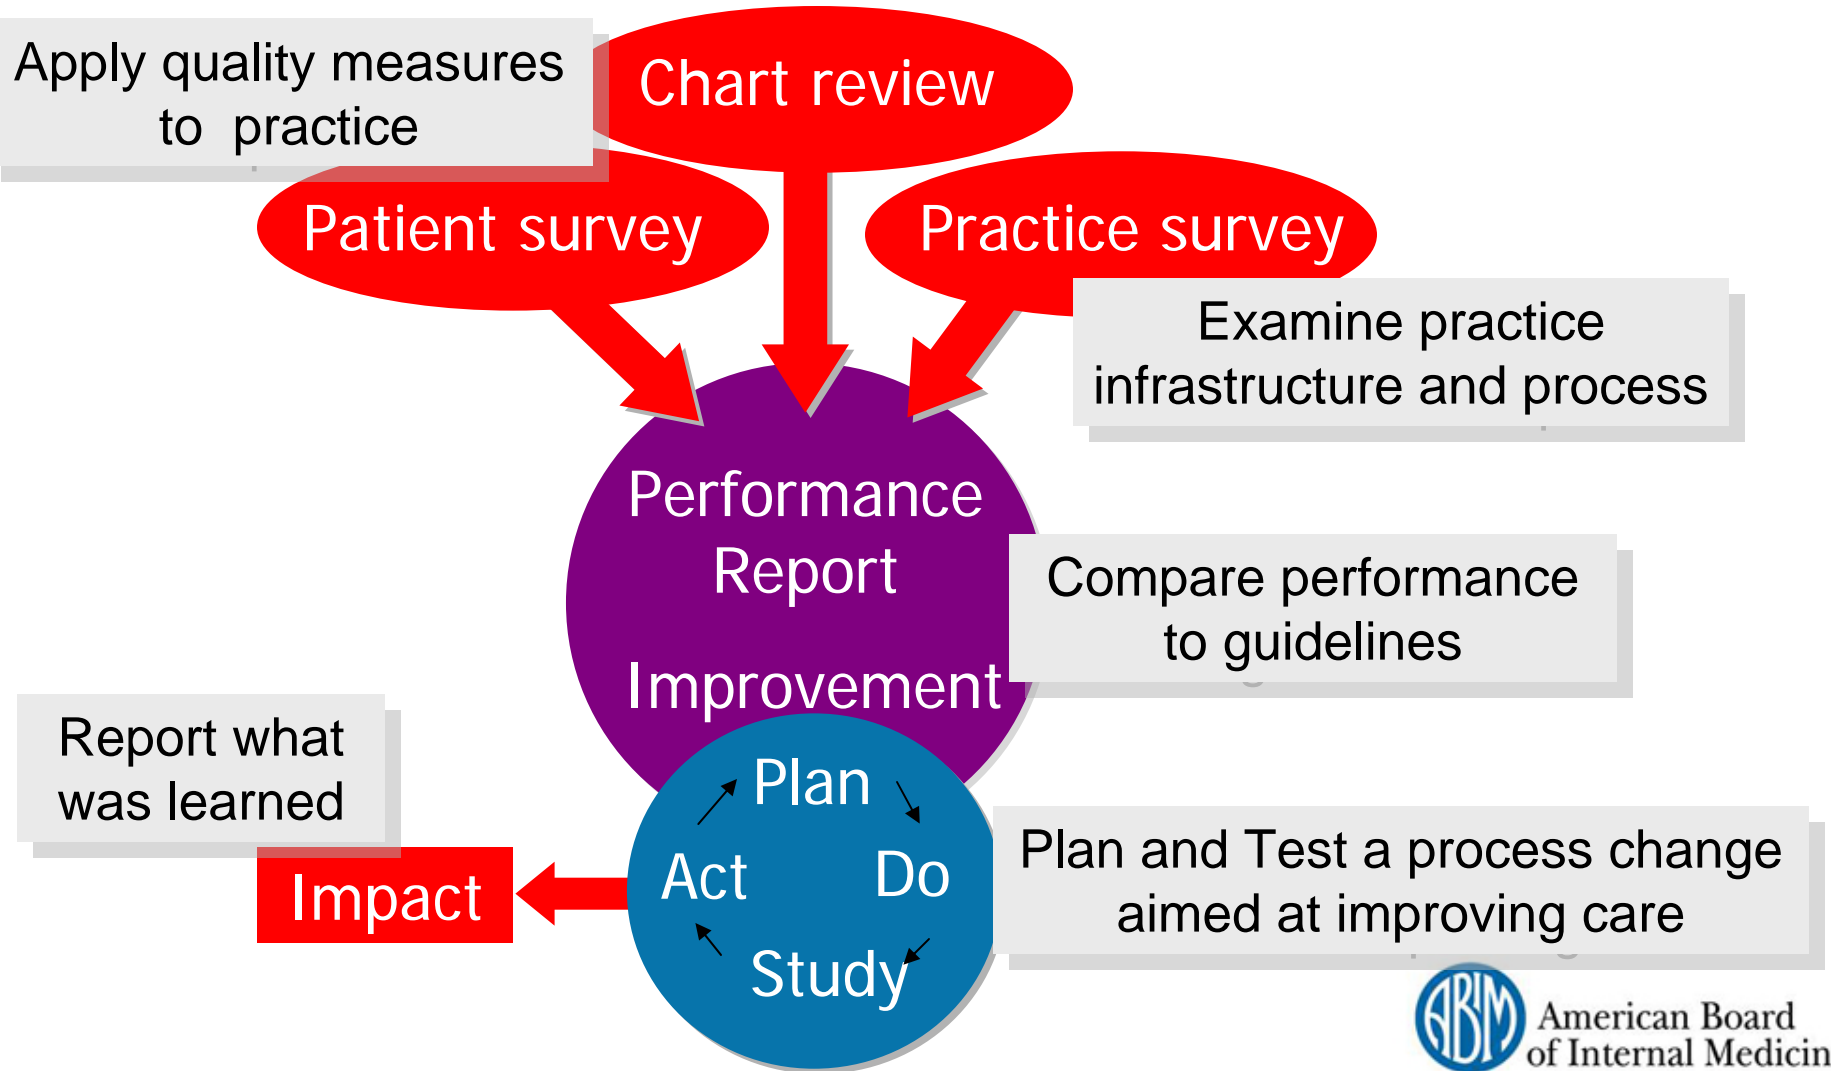 Apply quality measures
to practice
Chart review
Patient survey
Practice survey
Examine practice
infrastructure and process
Performance
Report
Compare performance
to guidelines
Improvement
Report what
was learned
Plan
Act
Do
Plan and Test a process change
aimed at improving care
Impact
Study
ABIM
American Board
of Internal Medicin